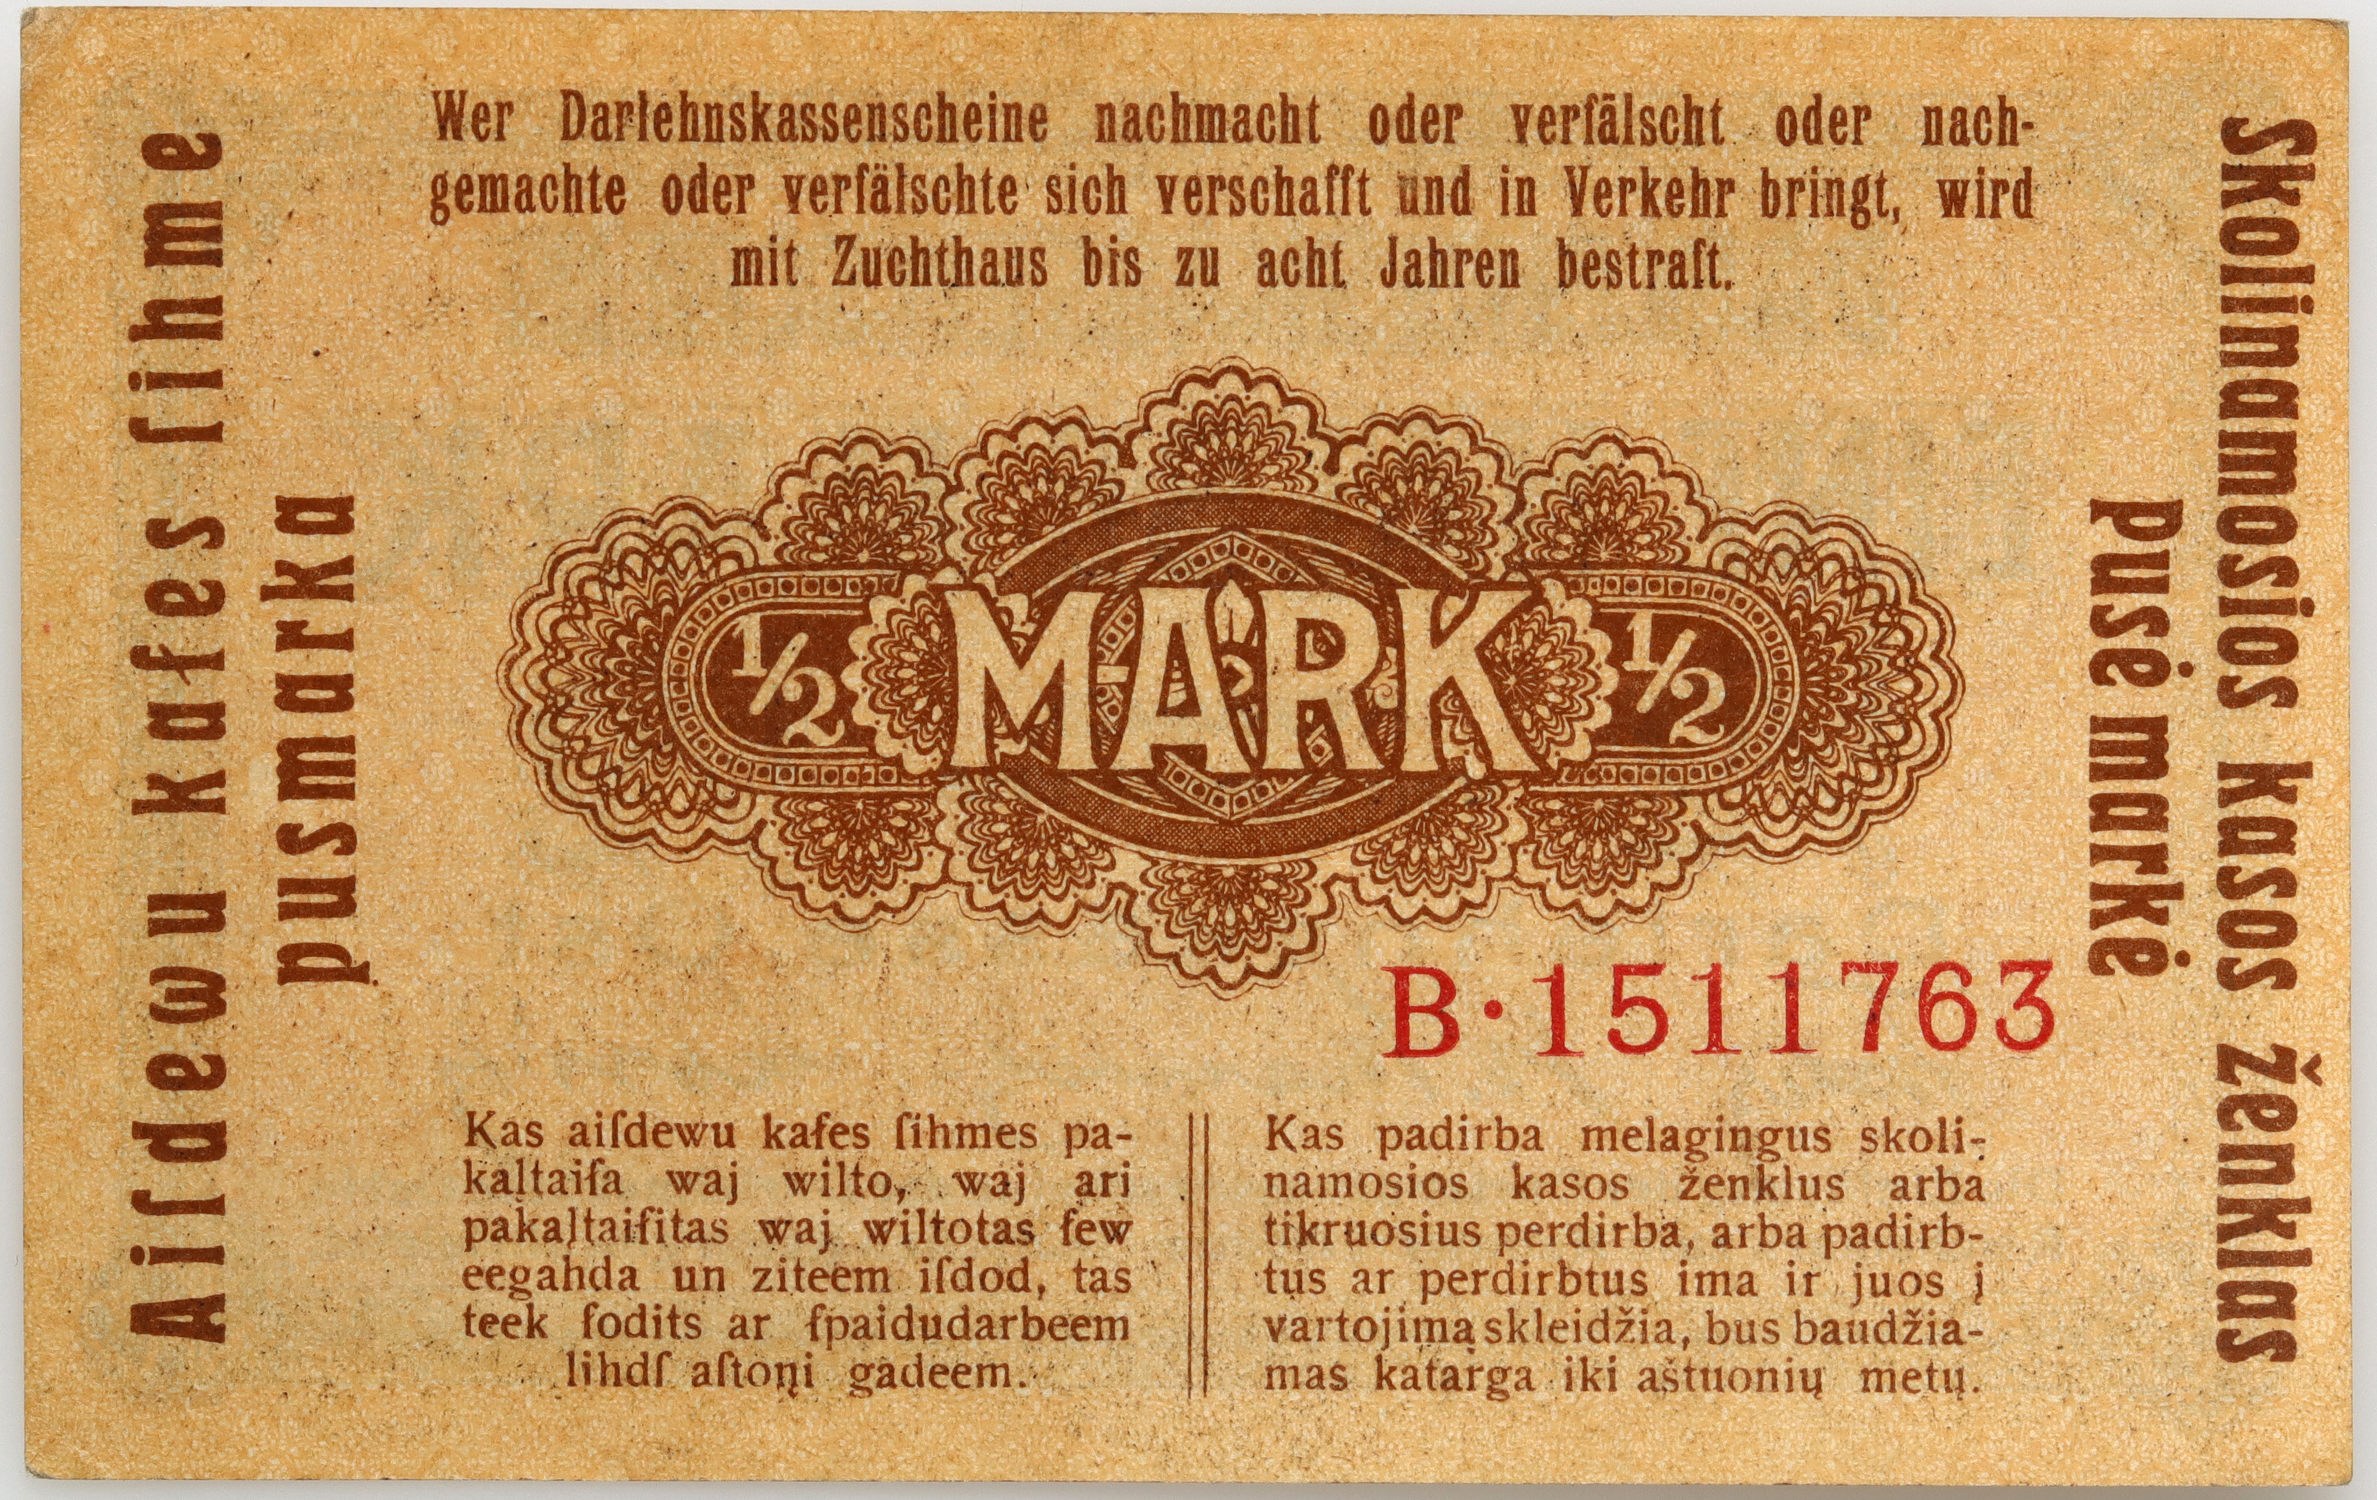 Wer Darlehnskassenscheine nachmacht oder verfälscht oder nach-
gemachte oder verfälschte sich verschafft und in Verkehr bringt, wird
mit Zuchthaus bis zu acht Jahren bestraft.
Aiſdewu kaſes ſihme
pusmarka
½ MARK ½
Skolinamosios kasos ženklas
pusė markė
B·1511763
Kas aiſdewu kaſes ſihmes pa-
kaļtaiſa waj wilto, waj ari
pakaļtaiſitas waj wiltotas ſew
eegahda un ziteem iſdod, tas
teek ſodits ar ſpaidudarbeem
lihdſ aſtoņi gadeem.
Kas padirba melagingus skoli-
namosios kasos ženklus arba
tikruosius perdirba, arba padirb-
tus ar perdirbtus ima ir juos į
vartojimą skleidžia, bus baudžia-
mas katarga iki aštuonių metų.